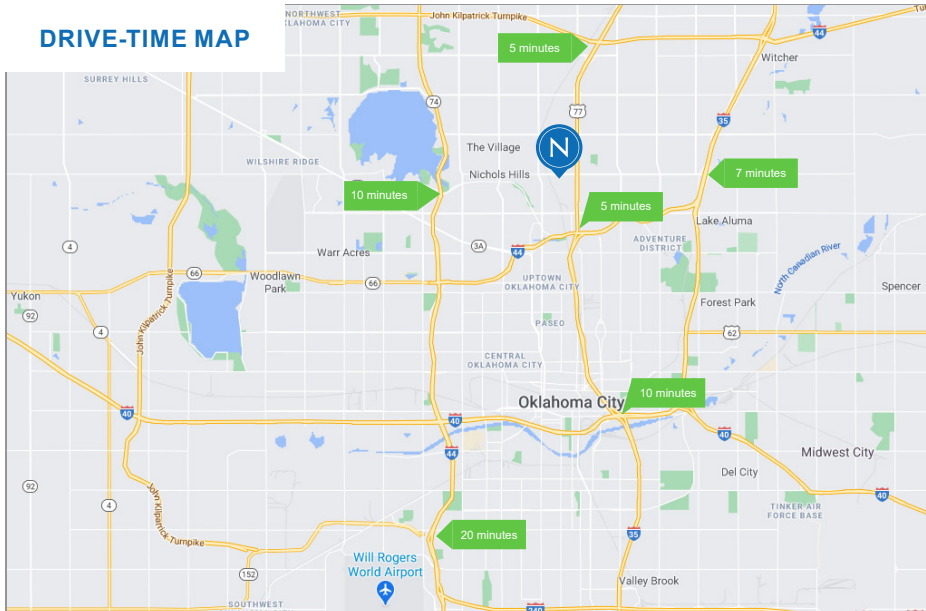 DRIVE-TIME MAP
NORTHWEST
OKLAHOMA CITY
John Kilpatrick Turnpike
44
Witcher
5 minutes
SURREY HILLS
74
77
35
N
The Village
WILSHIRE RIDGE
Nichols Hills
7 minutes
10 minutes
5 minutes
Lake Aluma
4
3A
44
ADVENTURE
DISTRICT
Warr Acres
North Canadian River
66
Woodlawn
Park
66
UPTOWN
OKLAHOMA CITY
Spencer
Yukon
92
John Kilpatrick Turnpike
Forest Park
4
PASEO
62
CENTRAL
OKLAHOMA CITY
10 minutes
Oklahoma City
40
40
40
44
Midwest City
Del City
92
John Kilpatrick Turnpike
4
40
TINKER AIR
FORCE BASE
20 minutes
35
Will Rogers
World Airport
152
Valley Brook
SOUTHWEST
240